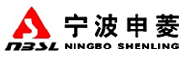 宁波申菱
NBSL NINGBO SHENLING